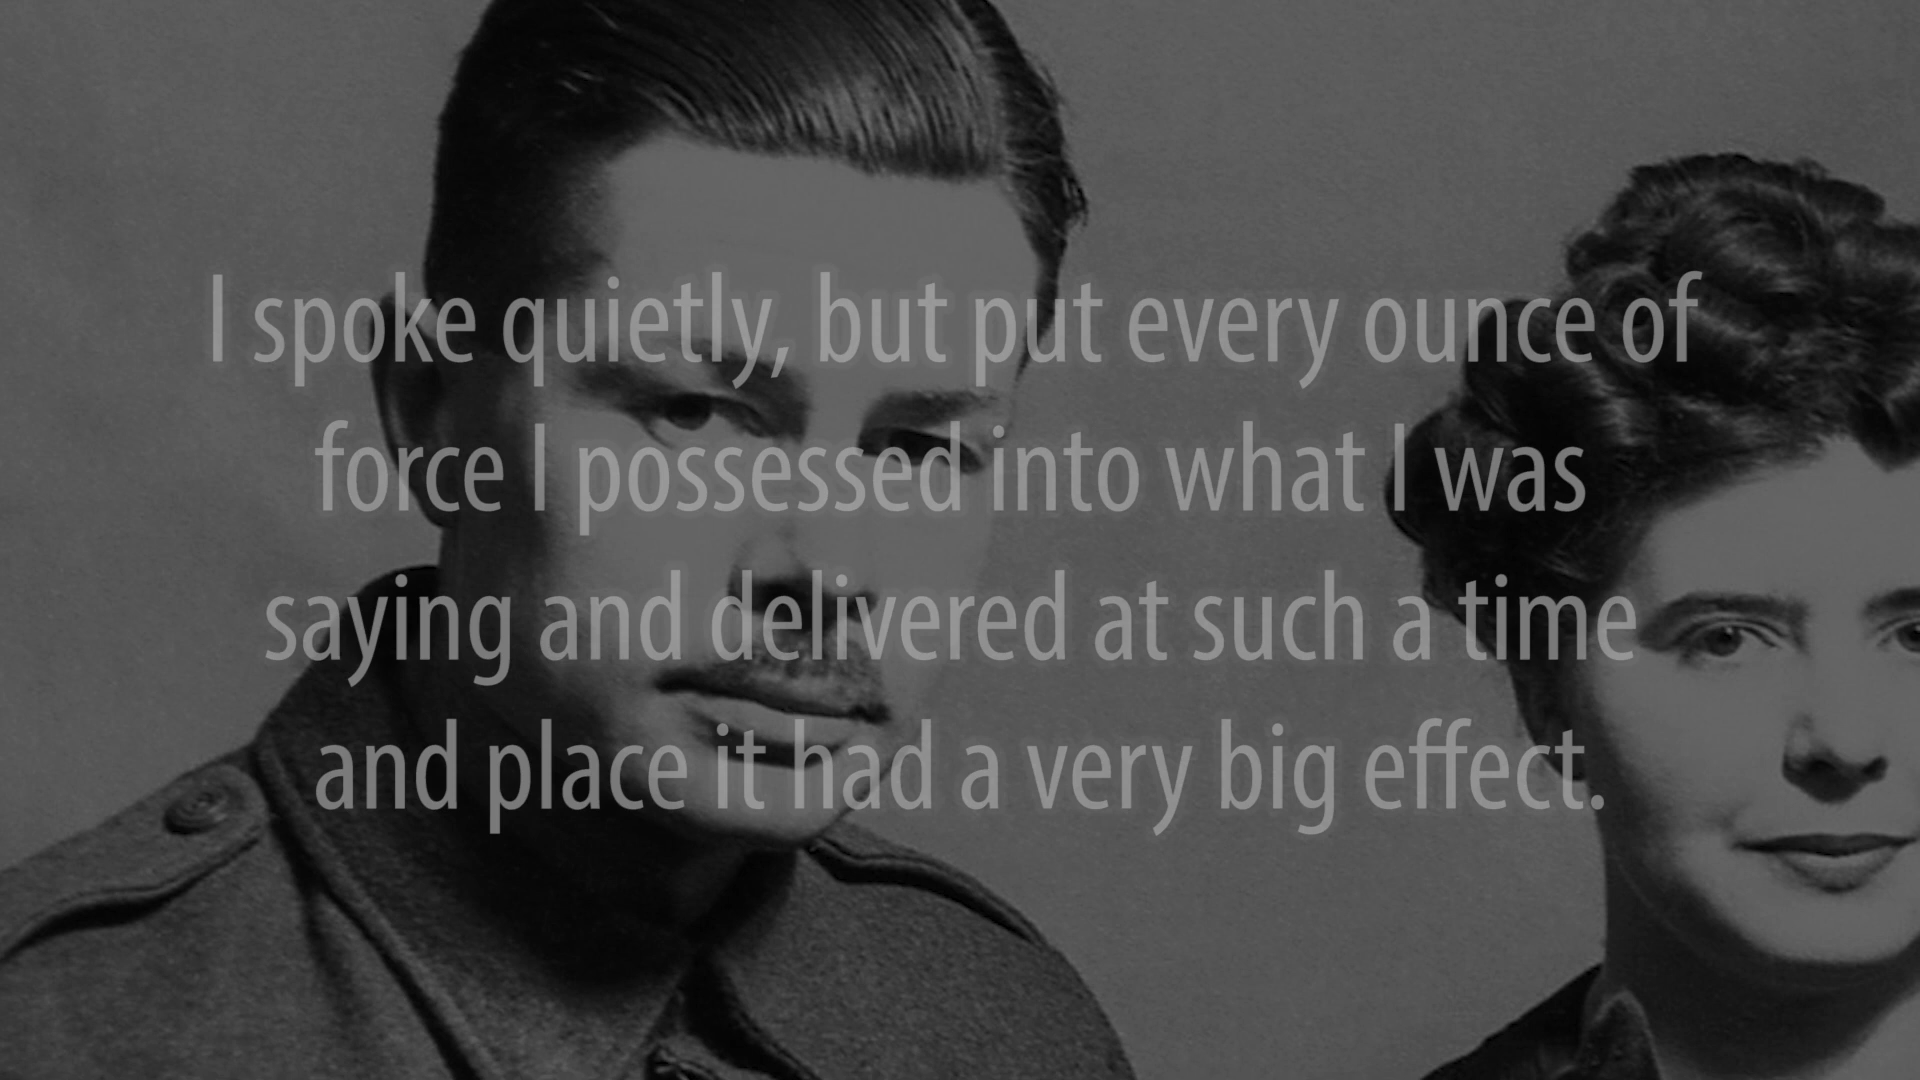 I spoke quietly, but put every ounce of
force I possessed into what I was
saying and delivered at such a time
and place it had a very big effect.